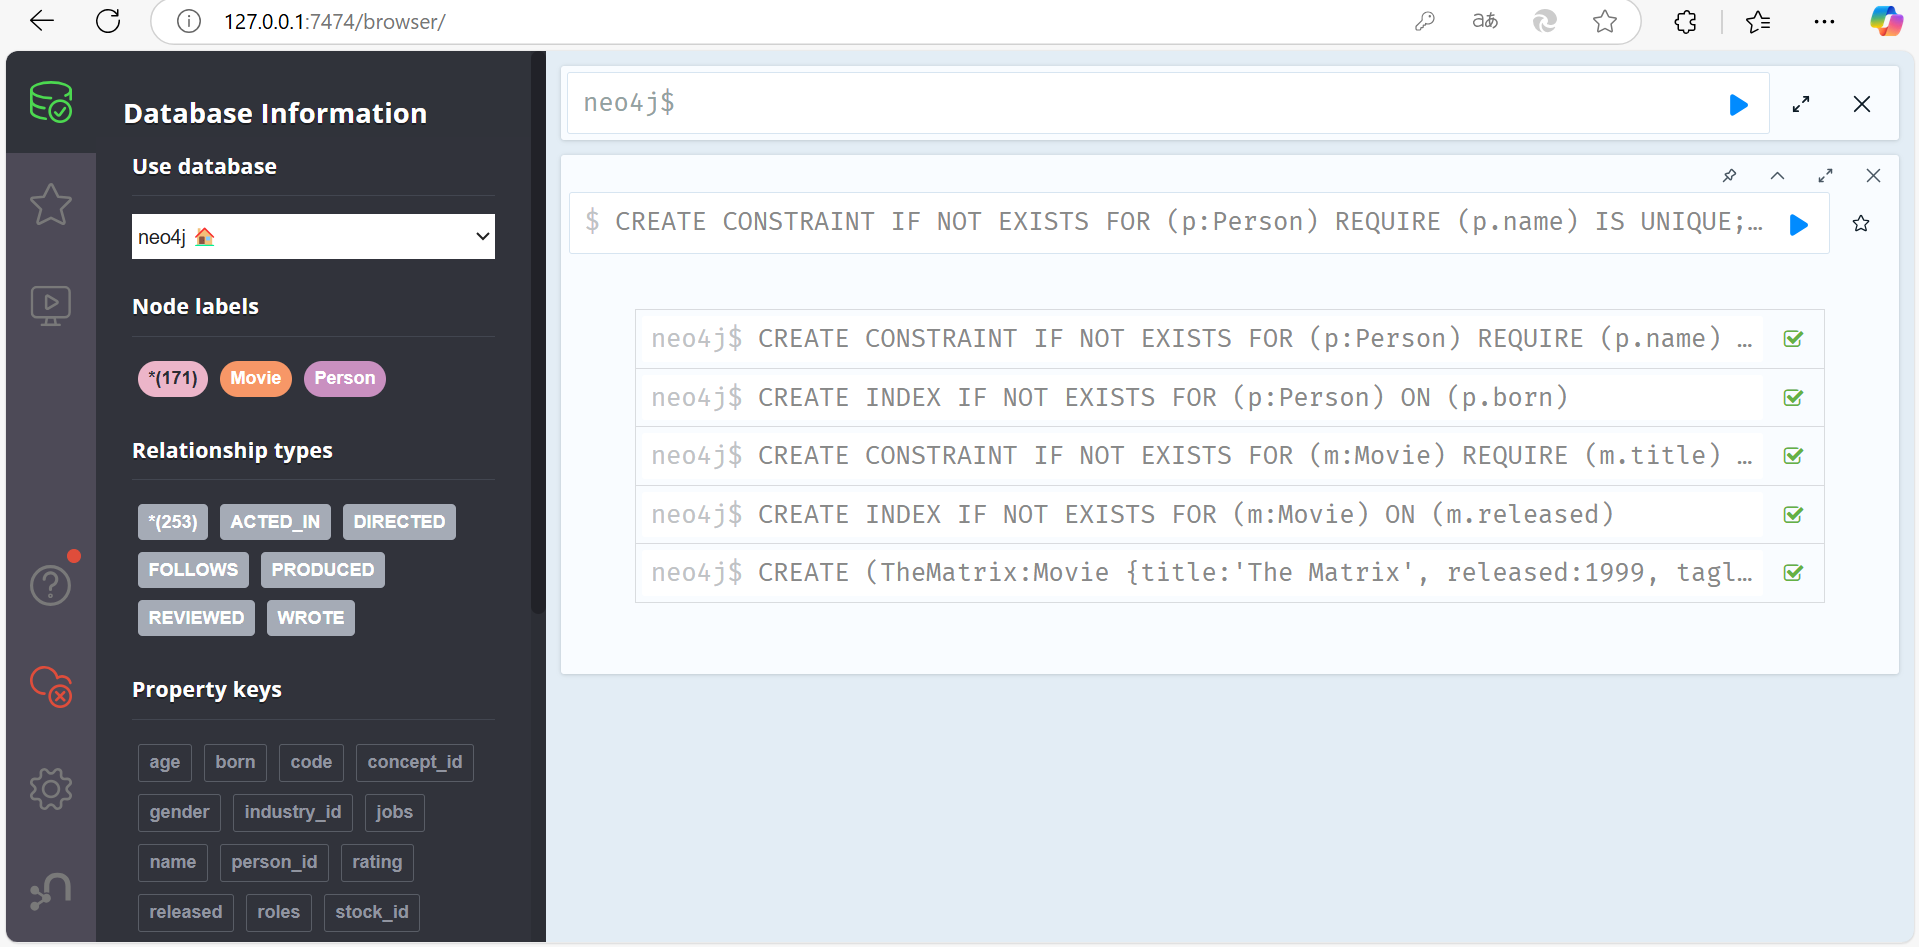 127.0.0.1:7474/browser/
aあ
Database Information
Use database
neo4j
Node labels
*(171) Movie Person
Relationship types
*(253) ACTED_IN DIRECTED
FOLLOWS PRODUCED
REVIEWED WROTE
Property keys
age born code concept_id
gender industry_id jobs
name person_id rating
released roles stock_id
neo4j$
$ CREATE CONSTRAINT IF NOT EXISTS FOR (p:Person) REQUIRE (p.name) IS UNIQUE;…
neo4j$ CREATE CONSTRAINT IF NOT EXISTS FOR (p:Person) REQUIRE (p.name) …
neo4j$ CREATE INDEX IF NOT EXISTS FOR (p:Person) ON (p.born)
neo4j$ CREATE CONSTRAINT IF NOT EXISTS FOR (m:Movie) REQUIRE (m.title) …
neo4j$ CREATE INDEX IF NOT EXISTS FOR (m:Movie) ON (m.released)
neo4j$ CREATE (TheMatrix:Movie {title:'The Matrix', released:1999, tagl…